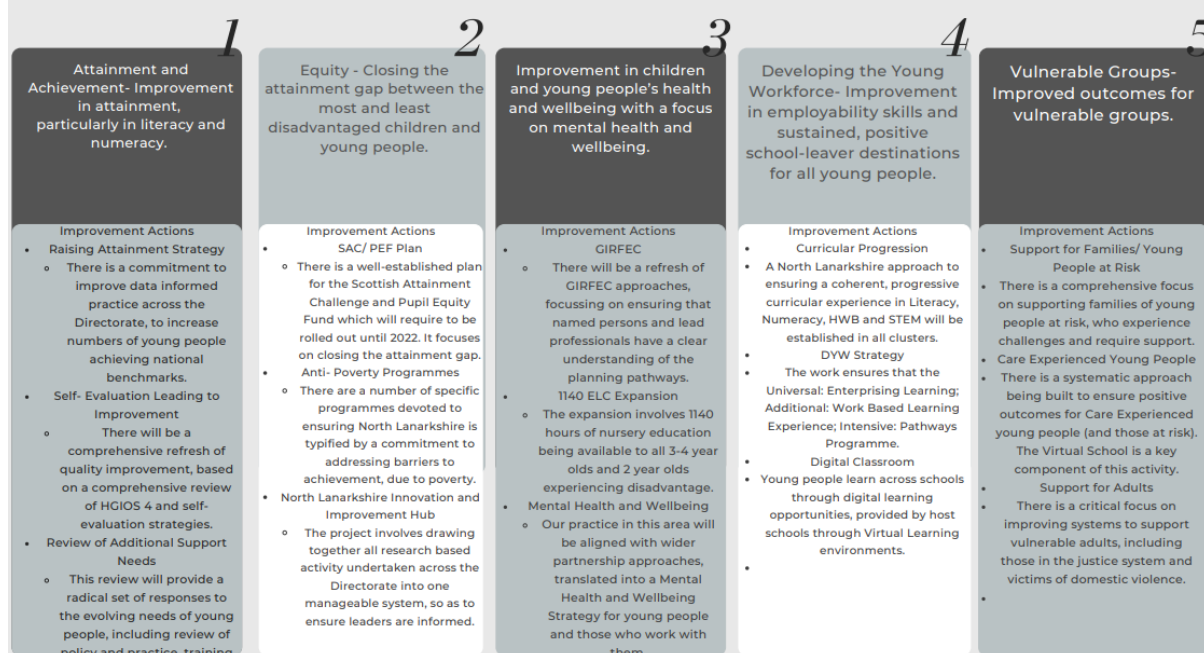 1
Attainment and
Achievement- Improvement
in attainment,
particularly in literacy and
numeracy.
Improvement Actions
• Raising Attainment Strategy
∘ There is a commitment to
improve data informed
practice across the
Directorate, to increase
numbers of young people
achieving national
benchmarks.
• Self- Evaluation Leading to
Improvement
∘ There will be a
comprehensive refresh of
quality improvement, based
on a comprehensive review
of HGIOS 4 and self-
evaluation strategies.
• Review of Additional Support
Needs
∘ This review will provide a
radical set of responses to
the evolving needs of young
people, including review of
policy and practice, training
2
Equity - Closing the
attainment gap between the
most and least
disadvantaged children and
young people.
Improvement Actions
• SAC/ PEF Plan
∘ There is a well-established plan
for the Scottish Attainment
Challenge and Pupil Equity
Fund which will require to be
rolled out until 2022. It focuses
on closing the attainment gap.
• Anti- Poverty Programmes
∘ There are a number of specific
programmes devoted to
ensuring North Lanarkshire is
typified by a commitment to
addressing barriers to
achievement, due to poverty.
• North Lanarkshire Innovation and
Improvement Hub
∘ The project involves drawing
together all research based
activity undertaken across the
Directorate into one
manageable system, so as to
ensure leaders are informed.
3
Improvement in children
and young people's health
and wellbeing with a focus
on mental health and
wellbeing.
Improvement Actions
• GIRFEC
∘ There will be a refresh of
GIRFEC approaches,
focussing on ensuring that
named persons and lead
professionals have a clear
understanding of the
planning pathways.
• 1140 ELC Expansion
∘ The expansion involves 1140
hours of nursery education
being available to all 3-4 year
olds and 2 year olds
experiencing disadvantage.
• Mental Health and Wellbeing
∘ Our practice in this area will
be aligned with wider
partnership approaches,
translated into a Mental
Health and Wellbeing
Strategy for young people
and those who work with
them
4
Developing the Young
Workforce- Improvement
in employability skills and
sustained, positive
school-leaver destinations
for all young people.
Improvement Actions
• Curricular Progression
• A North Lanarkshire approach to
ensuring a coherent, progressive
curricular experience in Literacy,
Numeracy, HWB and STEM will be
established in all clusters.
• DYW Strategy
• The work ensures that the
Universal: Enterprising Learning;
Additional: Work Based Learning
Experience; Intensive: Pathways
Programme.
• Digital Classroom
• Young people learn across schools
through digital learning
opportunities, provided by host
schools through Virtual Learning
environments.
•
5
Vulnerable Groups-
Improved outcomes for
vulnerable groups.
Improvement Actions
• Support for Families/ Young
People at Risk
• There is a comprehensive focus
on supporting families of young
people at risk, who experience
challenges and require support.
• Care Experienced Young People
• There is a systematic approach
being built to ensure positive
outcomes for Care Experienced
young people (and those at risk).
The Virtual School is a key
component of this activity.
• Support for Adults
• There is a critical focus on
improving systems to support
vulnerable adults, including
those in the justice system and
victims of domestic violence.
•